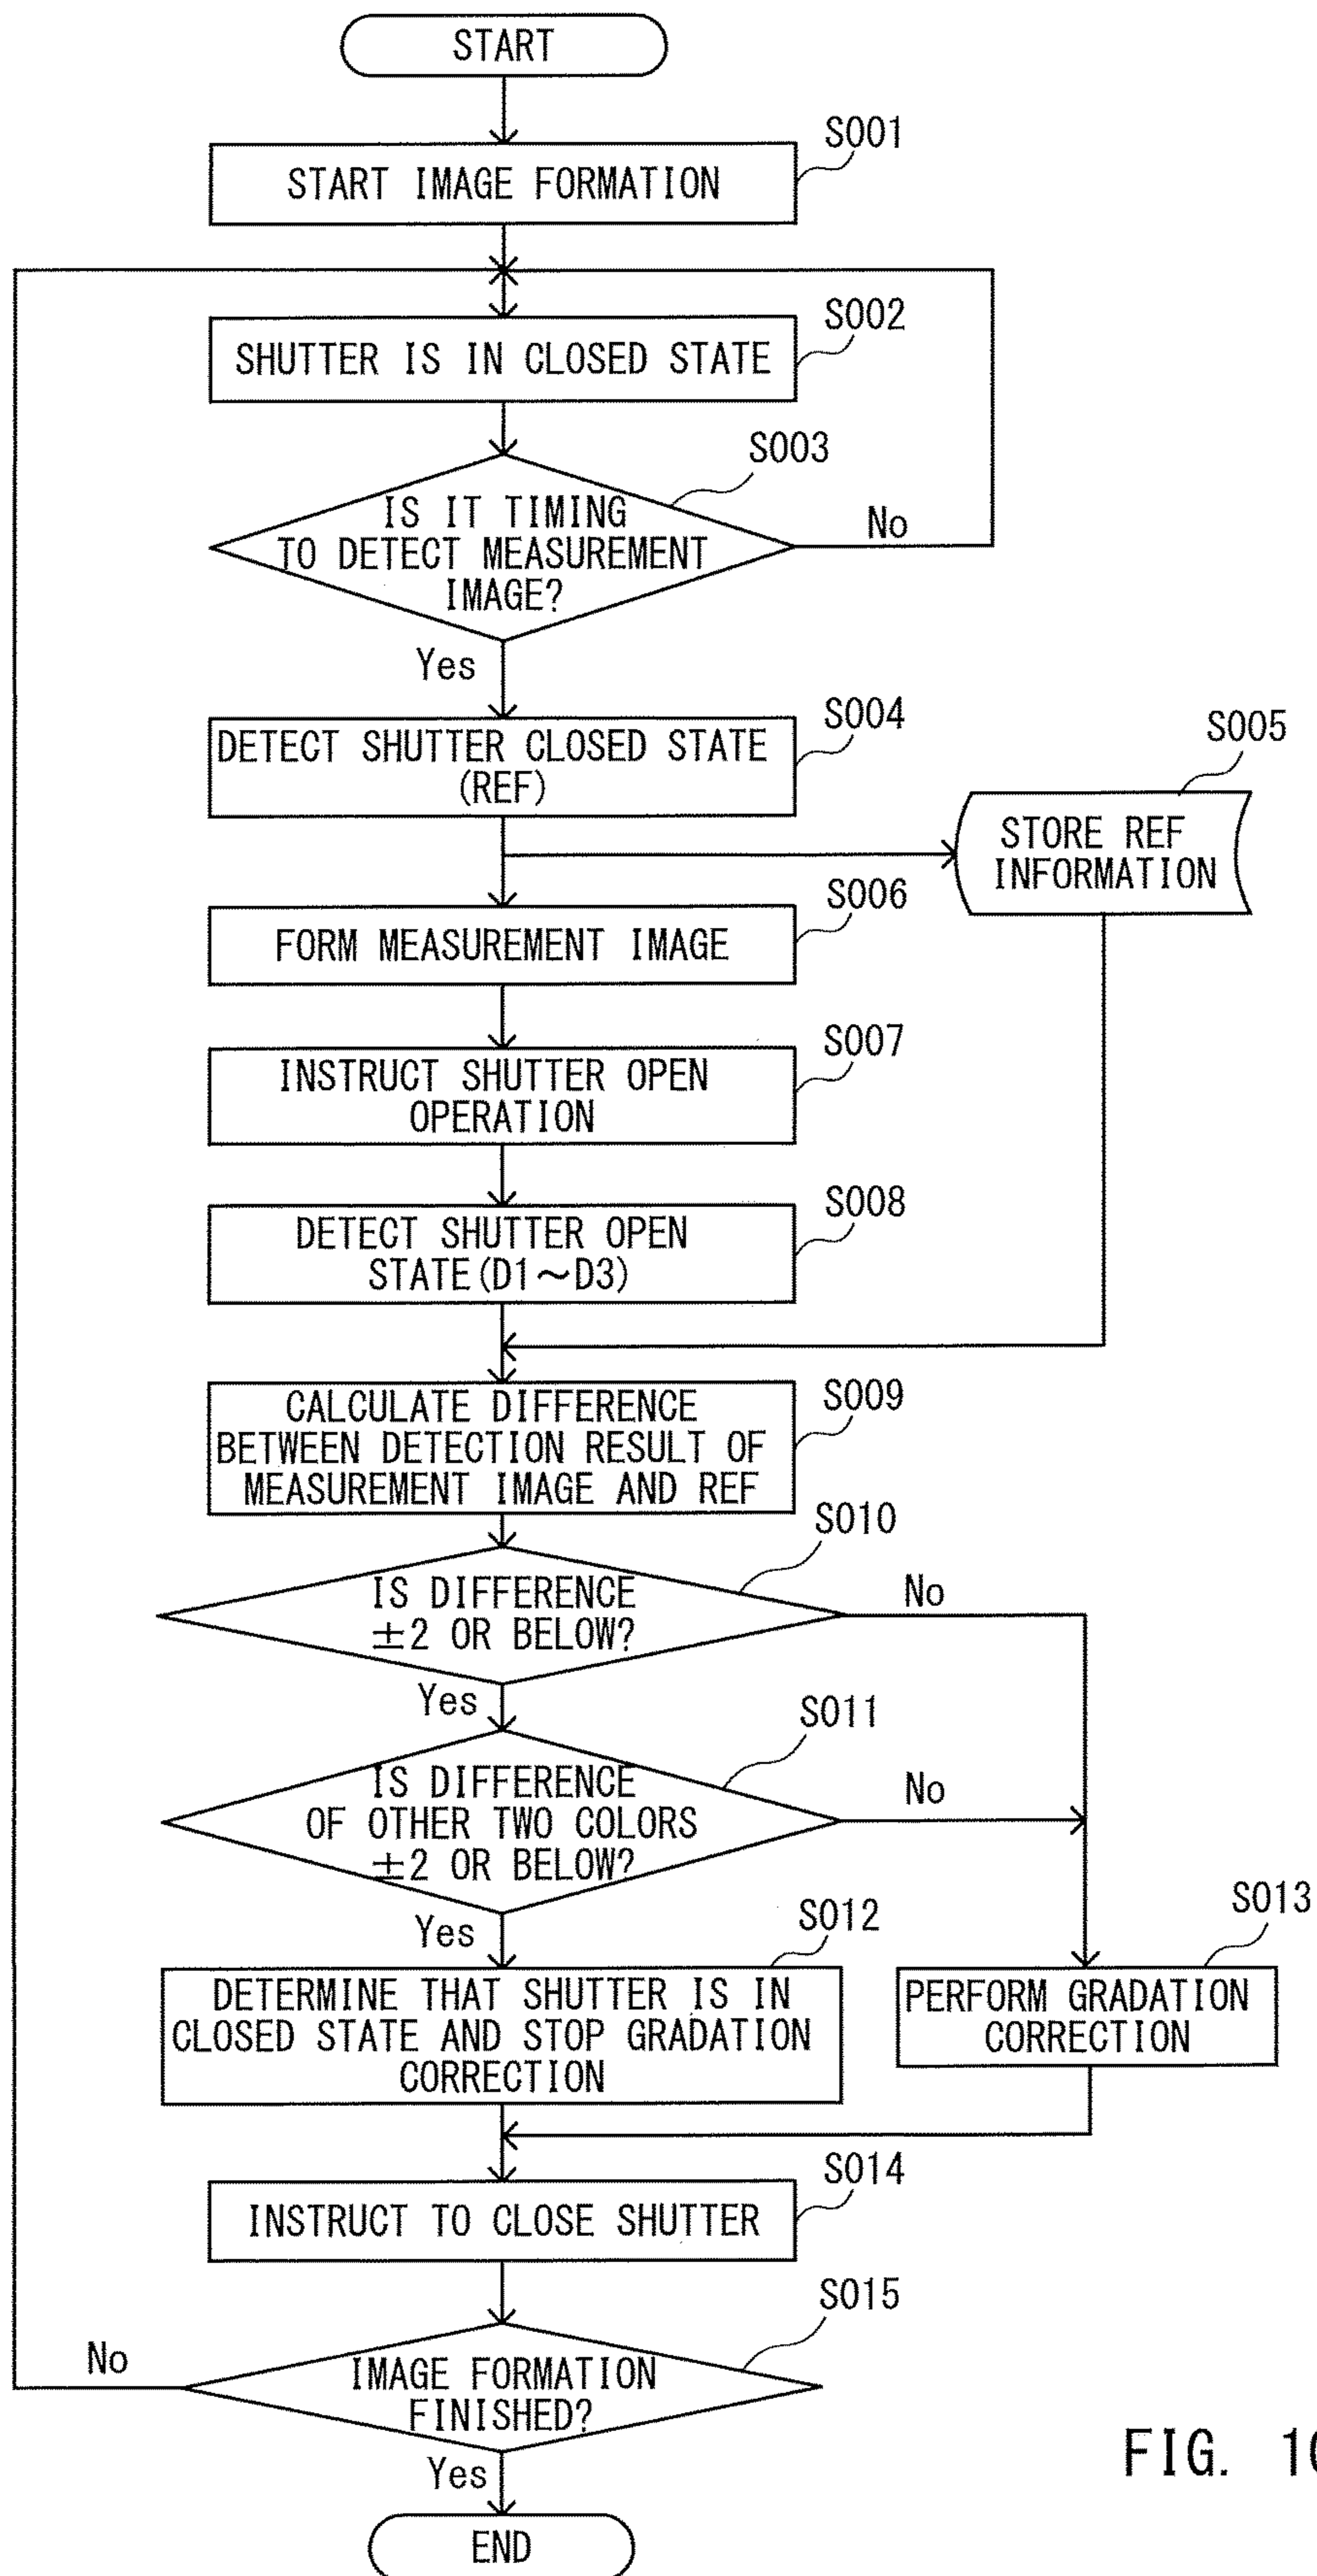 START
S001
START IMAGE FORMATION
S002
SHUTTER IS IN CLOSED STATE
S003
IS IT TIMING
TO DETECT MEASUREMENT
IMAGE?
No
Yes
S004
DETECT SHUTTER CLOSED STATE
(REF)
S005
STORE REF
INFORMATION
S006
FORM MEASUREMENT IMAGE
S007
INSTRUCT SHUTTER OPEN
OPERATION
S008
DETECT SHUTTER OPEN
STATE(D1～D3)
S009
CALCULATE DIFFERENCE
BETWEEN DETECTION RESULT OF
MEASUREMENT IMAGE AND REF
S010
IS DIFFERENCE
±2 OR BELOW?
No
Yes
S011
IS DIFFERENCE
OF OTHER TWO COLORS
±2 OR BELOW?
No
Yes
S012
DETERMINE THAT SHUTTER IS IN
CLOSED STATE AND STOP GRADATION
CORRECTION
S013
PERFORM GRADATION
CORRECTION
S014
INSTRUCT TO CLOSE SHUTTER
S015
IMAGE FORMATION
FINISHED?
No
Yes
END
FIG.